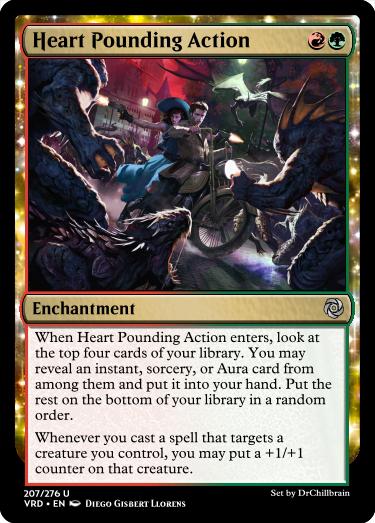 Heart Pounding Action
Enchantment
When Heart Pounding Action enters, look at
the top four cards of your library. You may
reveal an instant, sorcery, or Aura card from
among them and put it into your hand. Put the
rest on the bottom of your library in a random
order.
Whenever you cast a spell that targets a
creature you control, you may put a +1/+1
counter on that creature.
207/276 U
VRD • EN Diego Gisbert Llorens
Set by DrChillbrain